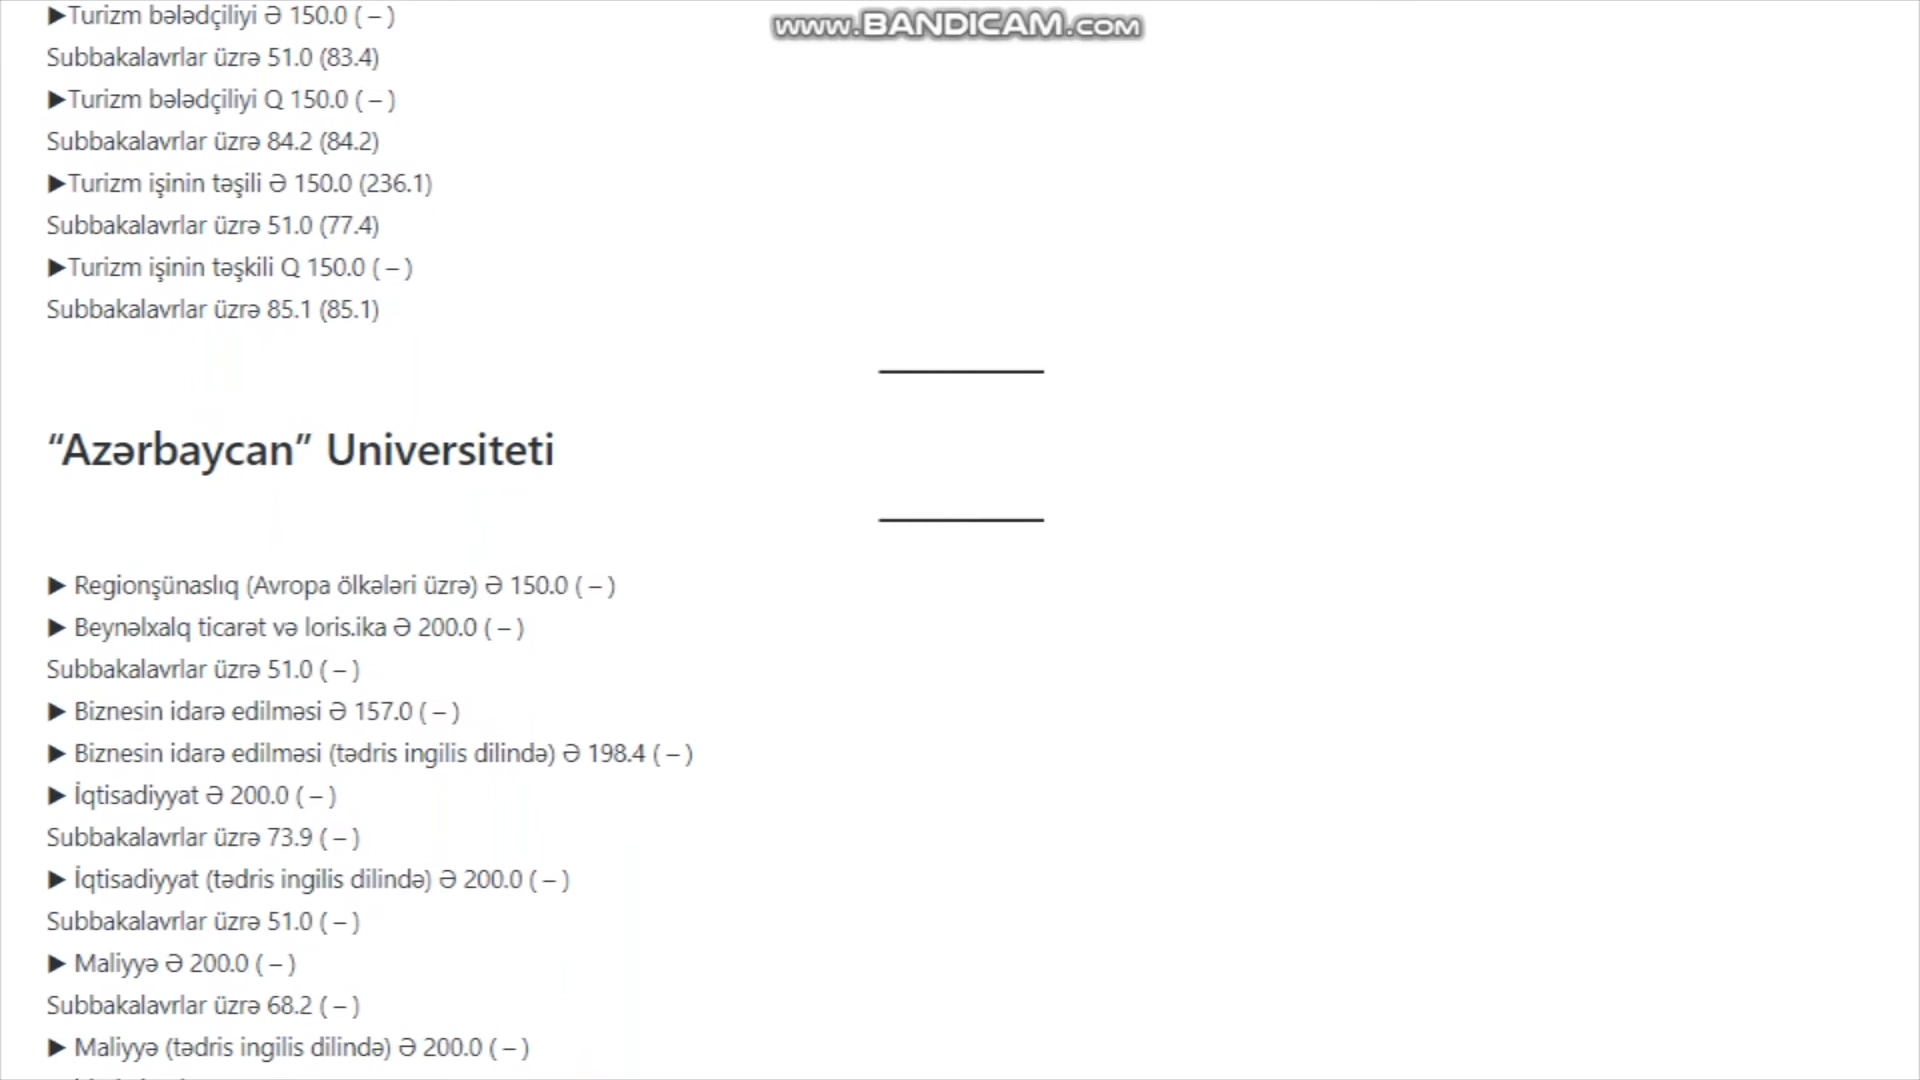 ►Turizm bələdçiliyi Ə 150.0 ( – )
www.BANDICAM.com
Subbakalavrlar üzrə 51.0 (83.4)
►Turizm bələdçiliyi Q 150.0 ( – )
Subbakalavrlar üzrə 84.2 (84.2)
►Turizm işinin təşili Ə 150.0 (236.1)
Subbakalavrlar üzrə 51.0 (77.4)
►Turizm işinin təşkili Q 150.0 ( – )
Subbakalavrlar üzrə 85.1 (85.1)
“Azərbaycan” Universiteti
► Regionşünaslıq (Avropa ölkələri üzrə) Ə 150.0 ( – )
► Beynəlxalq ticarət və loris.ika Ə 200.0 ( – )
Subbakalavrlar üzrə 51.0 ( – )
► Biznesin idarə edilməsi Ə 157.0 ( – )
► Biznesin idarə edilməsi (tədris ingilis dilində) Ə 198.4 ( – )
► İqtisadiyyat Ə 200.0 ( – )
Subbakalavrlar üzrə 73.9 ( – )
► İqtisadiyyat (tədris ingilis dilində) Ə 200.0 ( – )
Subbakalavrlar üzrə 51.0 ( – )
► Maliyyə Ə 200.0 ( – )
Subbakalavrlar üzrə 68.2 ( – )
► Maliyyə (tədris ingilis dilində) Ə 200.0 ( – )